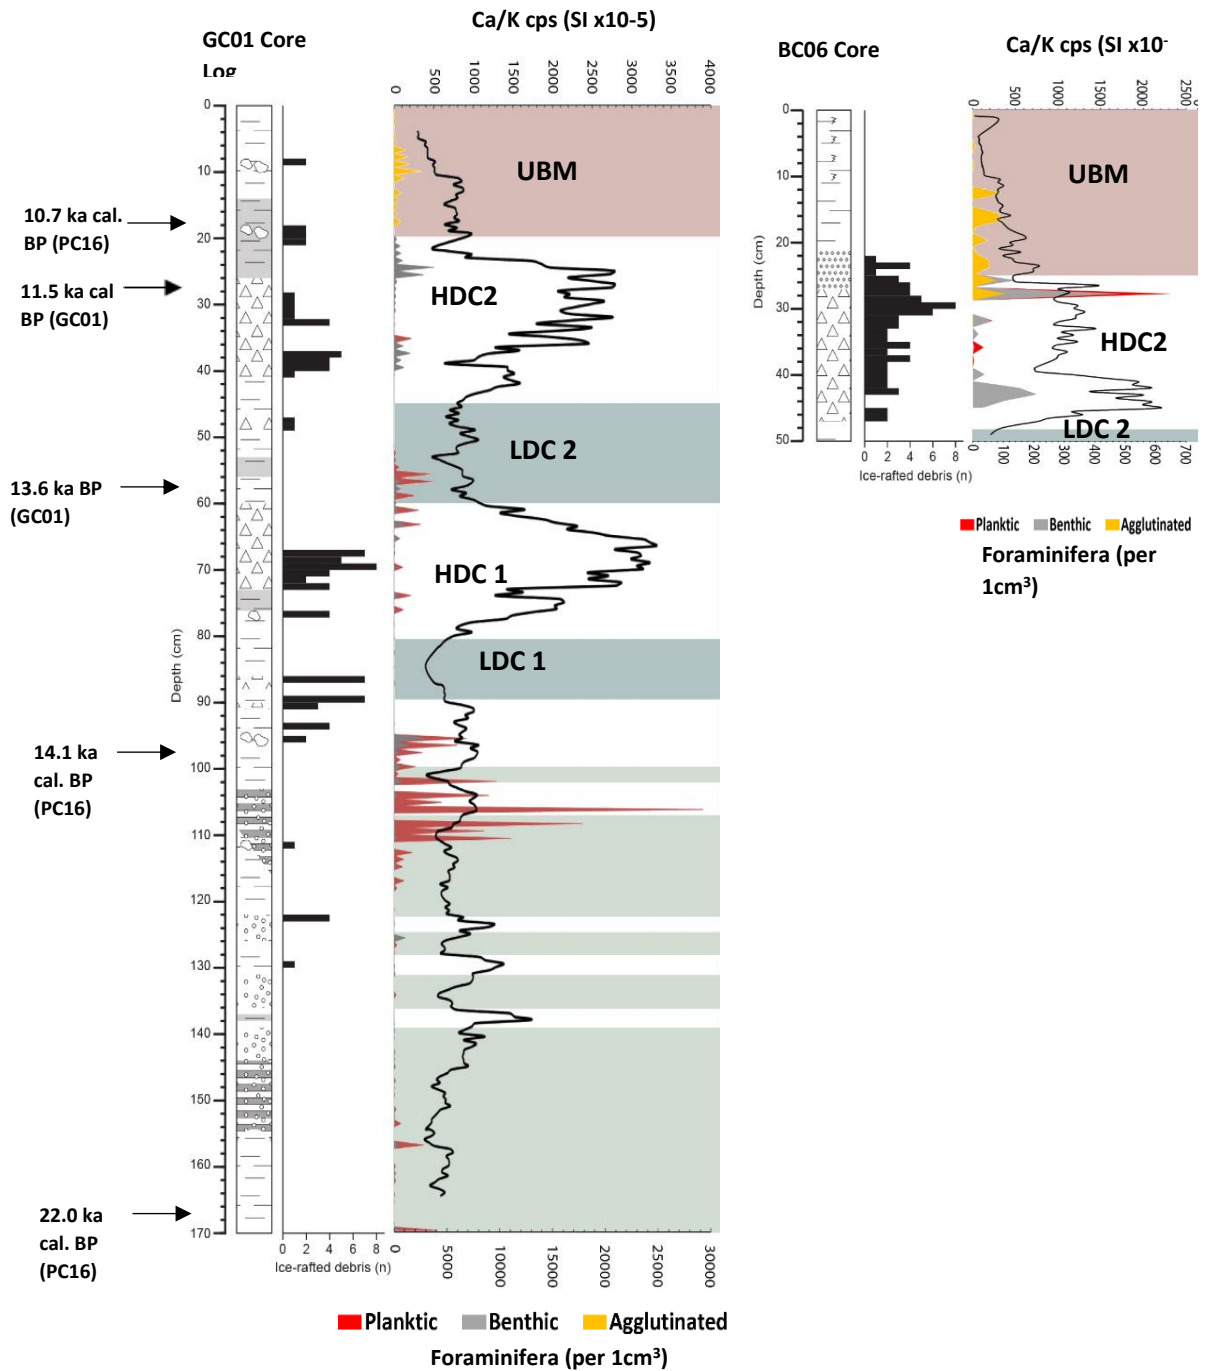 Ca/K cps (SI x10-5)
GC01 Core
Log
0
500
1000
1500
2000
2500
3000
3500
4000
0
10
20
30
40
50
60
70
80
90
100
110
120
130
140
150
160
170
Depth (cm)
10.7 ka cal.
BP (PC16)
11.5 ka cal
BP (GC01)
13.6 ka BP
(GC01)
14.1 ka
cal. BP
(PC16)
22.0 ka
cal. BP
(PC16)
UBM
HDC2
LDC 2
HDC 1
LDC 1
0 2 4 6 8
Ice-rafted debris (n)
0
5000
10000
15000
20000
25000
30000
Planktic Benthic Agglutinated
Foraminifera (per 1cm³)
BC06 Core
Ca/K cps (SI x10-
0
500
1000
1500
2000
2500
0
10
20
30
40
50
Depth (cm)
UBM
HDC2
LDC 2
0 2 4 6 8
Ice-rafted debris (n)
0
100
200
300
400
500
600
700
Planktic Benthic Agglutinated
Foraminifera (per
1cm³)